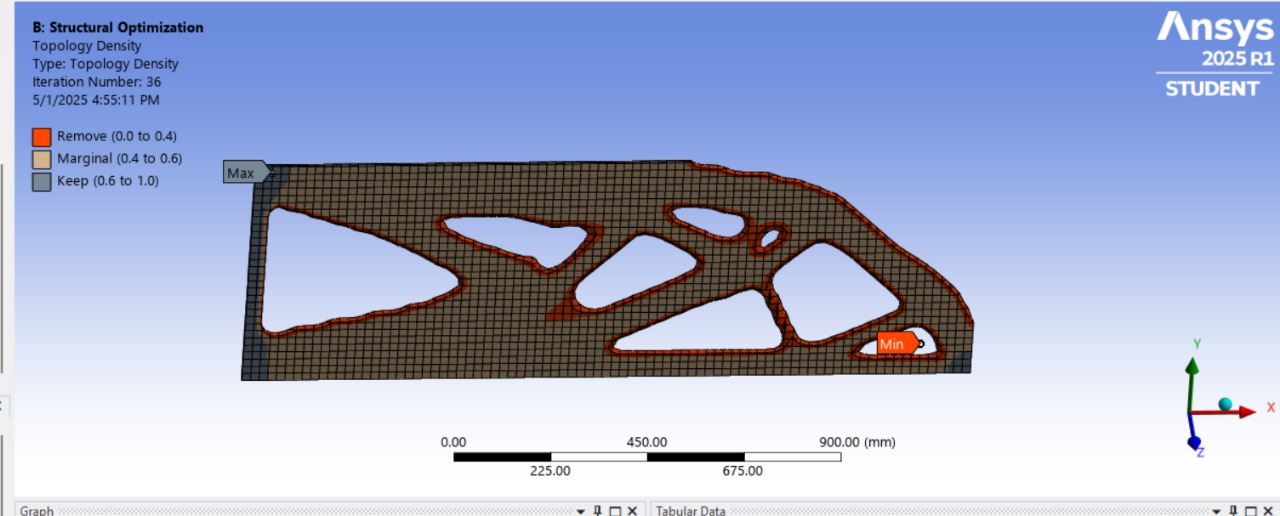 B: Structural Optimization
Topology Density
Type: Topology Density
Iteration Number: 36
5/1/2025 4:55:11 PM
Remove (0.0 to 0.4)
Marginal (0.4 to 0.6)
Keep (0.6 to 1.0)
Ansys
2025 R1
STUDENT
Max
Min
Y
X
Z
0.00 450.00 900.00 (mm)
225.00 675.00
Graph
Tabular Data